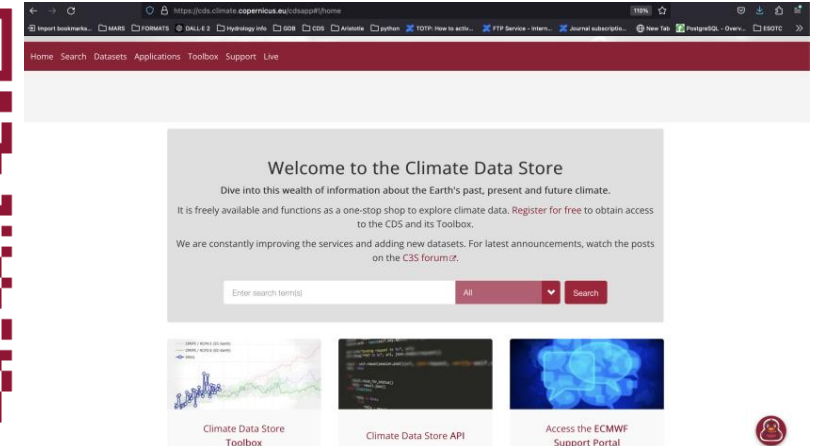 https://cds.climate.copernicus.eu/cdsapp#!/home
110%
Import bookmarks... MARS FORMATS DALL·E 2 Hydrology info GDB CDS Aristotle python YOTP: How to activ... FTP Service – Intern... Journal subscriptio... New Tab PostgreSQL - Overv... ESOTC
Home Search Datasets Applications Toolbox Support Live
Welcome to the Climate Data Store
Dive into this wealth of information about the Earth's past, present and future climate.
It is freely available and functions as a one-stop shop to explore climate data. Register for free to obtain access
to the CDS and its Toolbox.
We are constantly improving the services and adding new datasets. For latest announcements, watch the posts
on the C3S forum.
Enter search term(s) All Search
Climate Data Store
Toolbox
Climate Data Store API
Access the ECMWF
Support Portal